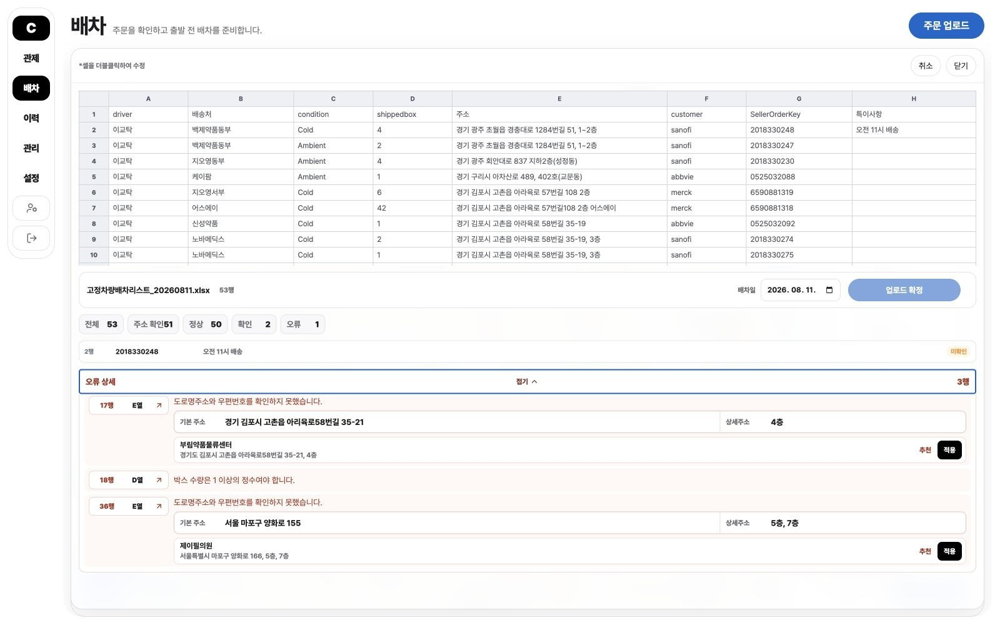 C
관제
배차
이력
관리
설정
배차 주문을 확인하고 출발 전 배차를 준비합니다.
주문 업로드
*셀을 더블클릭하여 수정
취소 닫기
A B C D E F G H
1 driver 배송처 condition shippedbox 주소 customer SellerOrderKey 특이사항
2 이교탁 백제약품동부 Cold 4 경기 광주 초월읍 경충대로 1284번길 51, 1~2층 sanofi 2018330248 오전 11시 배송
3 이교탁 백제약품동부 Ambient 2 경기 광주 초월읍 경충대로 1284번길 51, 1~2층 sanofi 2018330247
4 이교탁 지오영동부 Ambient 4 경기 광주 회안대로 837 지하2층(성정동) sanofi 2018330230
5 이교탁 케이팜 Ambient 1 경기 구리시 아차산로 489, 402호(교문동) abbvie 0525032088
6 이교탁 지오영서부 Cold 6 경기 김포시 고촌읍 아라육로 57번길 108 2층 merck 6590881319
7 이교탁 어스에이 Cold 42 경기 김포시 고촌읍 아라육로 57번길108 2층 어스에이 merck 6590881318
8 이교탁 신성약품 Cold 1 경기 김포시 고촌읍 아라육로 58번길 35-19 abbvie 0525032092
9 이교탁 노바메딕스 Cold 2 경기 김포시 고촌읍 아라육로 58번길 35-19, 3층 sanofi 2018330274
10 이교탁 노바메딕스 Cold 1 경기 김포시 고촌읍 아라육로 58번길 35-19, 3층 sanofi 2018330275
고정차량배차리스트_20260811.xlsx 53행 배차일 2026. 08. 11. 업로드 확정
전체 53 주소 확인51 정상 50 확인 2 오류 1
2행 2018330248 오전 11시 배송 미확인
오류 상세 접기 3행
17행 E열 도로명주소와 우편번호를 확인하지 못했습니다.
기본 주소 경기 김포시 고촌읍 아리육로58번길 35-21 상세주소 4층
부림약품물류센터
경기도 김포시 고촌읍 아라육로58번길 35-21, 4층
추천 적용
18행 D열 박스 수량은 1 이상의 정수여야 합니다.
36행 E열 도로명주소와 우편번호를 확인하지 못했습니다.
기본 주소 서울 마포구 양화로 155 상세주소 5층, 7층
제이필의원
서울특별시 마포구 양화로 166, 5층, 7층
추천 적용